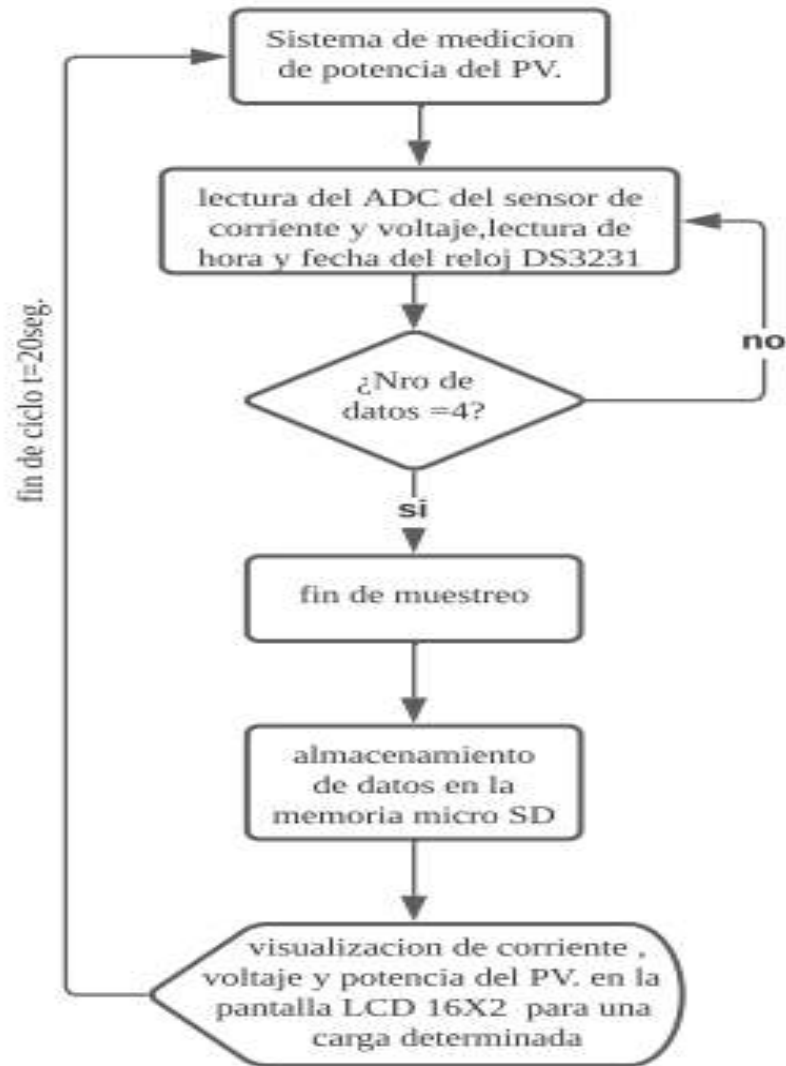 Sistema de medicion
de potencia del PV.
lectura del ADC del sensor de
corriente y voltaje,lectura de
hora y fecha del reloj DS3231
no
¿Nro de
datos =4?
si
fin de muestreo
almacenamiento
de datos en la
memoria micro SD
visualizacion de corriente ,
voltaje y potencia del PV. en la
pantalla LCD 16X2 para una
carga determinada
fin de ciclo t=20seg.